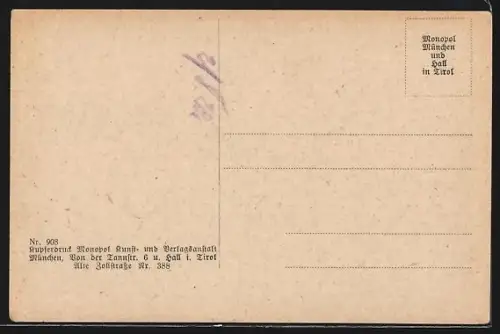 Monopol
München
und
Hall
in Tirol
Nr. 908
Kupferdruck Monopol Kunst- und Verlagsanstalt
München, Von der Tannstr. 6 u. Hall i. Tirol
Alte Zollstraße Nr. 388